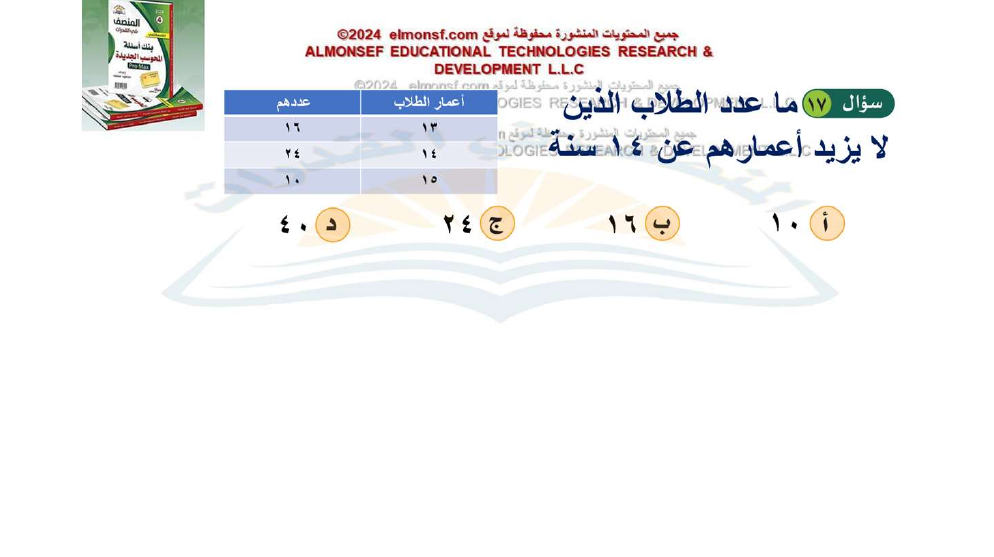 المنصف
في القدرات
بنك أسئلة
المحوسب الجديدة
جميع المحتويات المنشورة محفوظة لموقع elmonsf.com ©2024
ALMONSEF EDUCATIONAL TECHNOLOGIES RESEARCH &
DEVELOPMENT L.L.C
سؤال ١٧ ما عدد الطلاب الذين
لا يزيد أعمارهم عن ١٤ سنة
أعمار الطلاب عددهم
١٣ ١٦
١٤ ٢٤
١٥ ١٠
أ ١٠ ب ١٦ ج ٢٤ د ٤٠